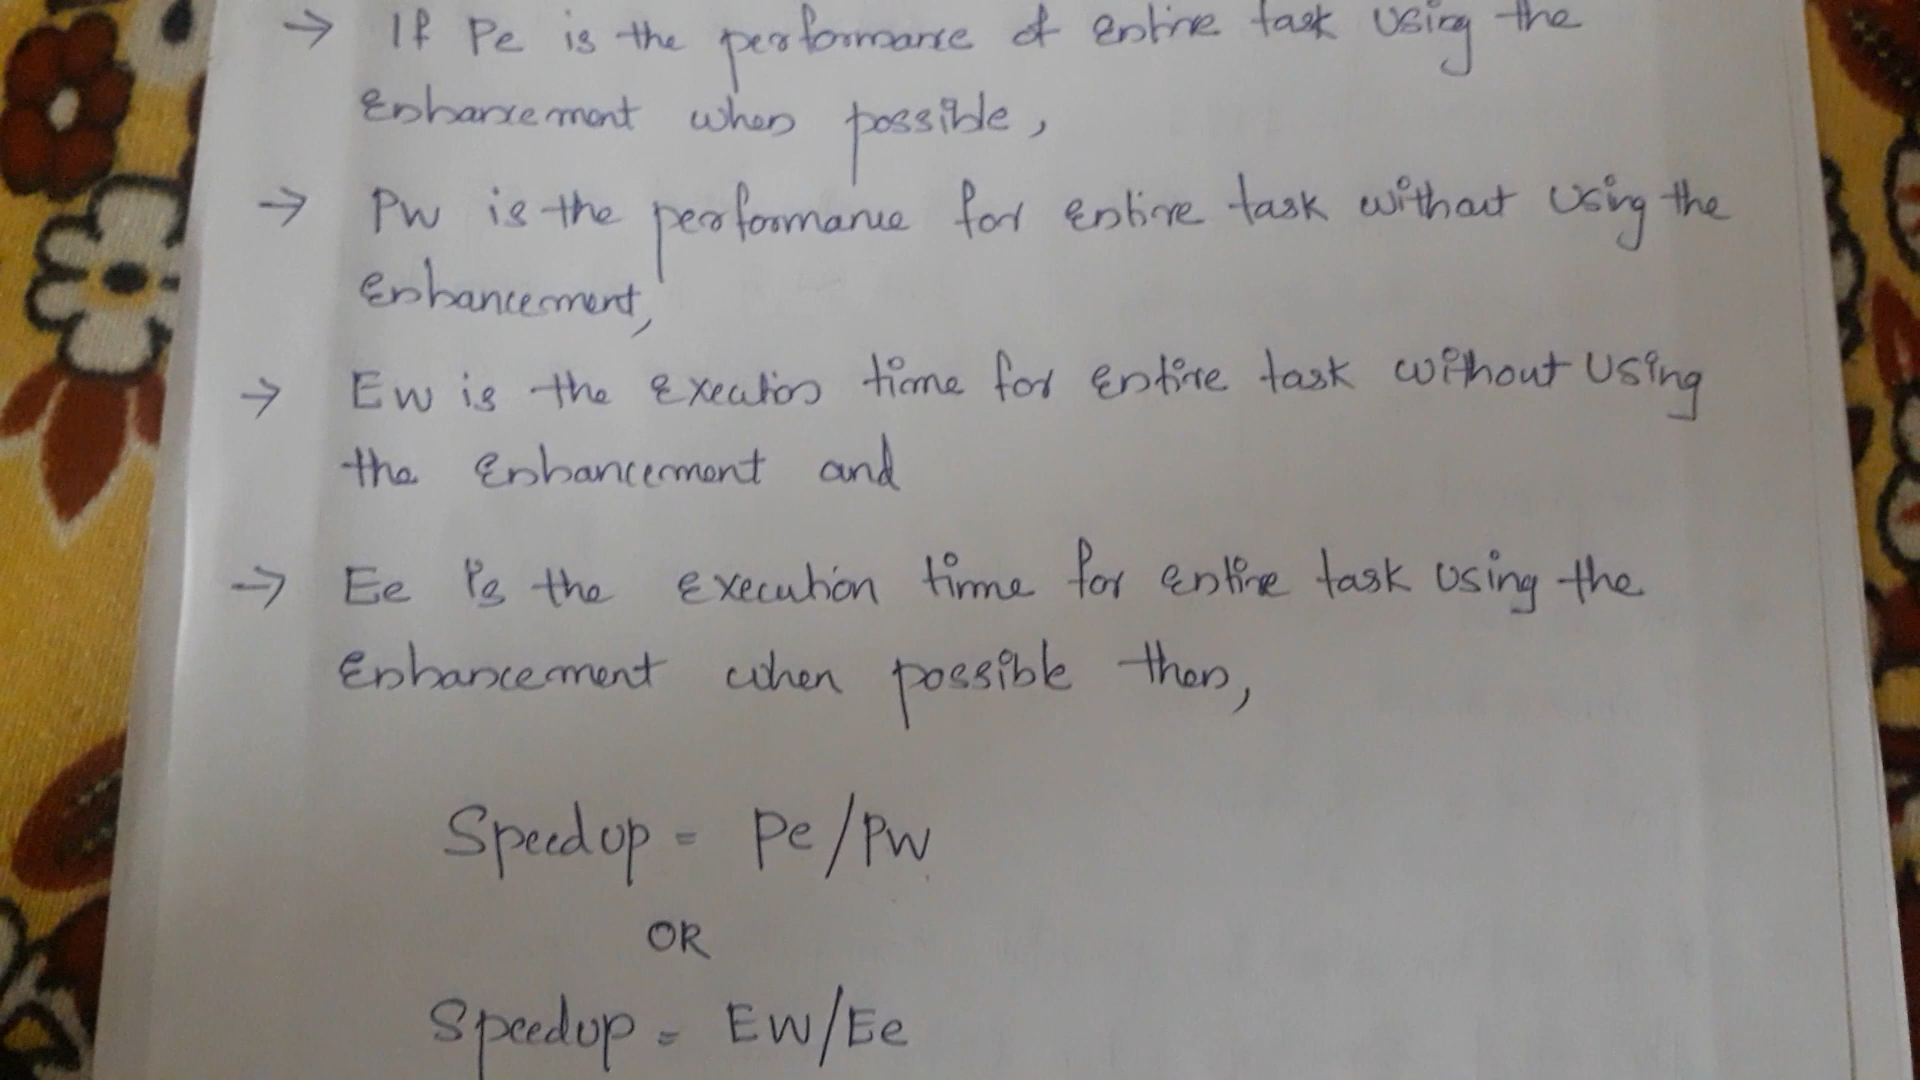 → If Pe is the performance of entire task using the
enhancement when possible,
→ Pw is the performance for entire task without using the
enhancement,
→ Ew is the execution time for entire task without using
the enhancement and
→ Ee is the execution time for entire task using the
enhancement when possible then,
Speedup = Pe/Pw
OR
Speedup = Ew/Ee